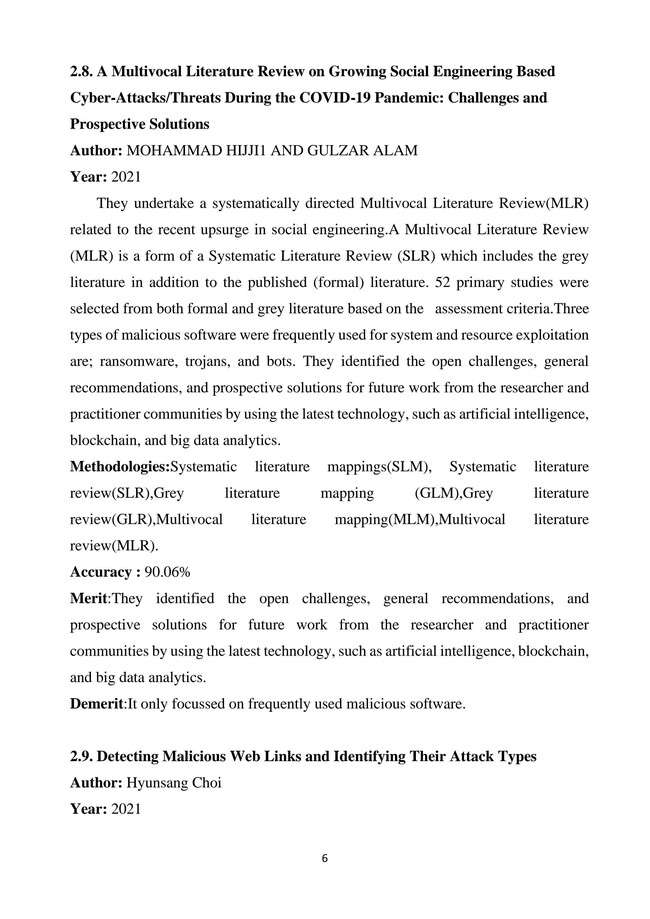 2.8. A Multivocal Literature Review on Growing Social Engineering Based
Cyber-Attacks/Threats During the COVID-19 Pandemic: Challenges and
Prospective Solutions
Author: MOHAMMAD HIJJI1 AND GULZAR ALAM
Year: 2021
They undertake a systematically directed Multivocal Literature Review(MLR)
related to the recent upsurge in social engineering.A Multivocal Literature Review
(MLR) is a form of a Systematic Literature Review (SLR) which includes the grey
literature in addition to the published (formal) literature. 52 primary studies were
selected from both formal and grey literature based on the assessment criteria.Three
types of malicious software were frequently used for system and resource exploitation
are; ransomware, trojans, and bots. They identified the open challenges, general
recommendations, and prospective solutions for future work from the researcher and
practitioner communities by using the latest technology, such as artificial intelligence,
blockchain, and big data analytics.
Methodologies:Systematic literature mappings(SLM), Systematic literature
review(SLR),Grey literature mapping (GLM),Grey literature
review(GLR),Multivocal literature mapping(MLM),Multivocal literature
review(MLR).
Accuracy : 90.06%
Merit:They identified the open challenges, general recommendations, and
prospective solutions for future work from the researcher and practitioner
communities by using the latest technology, such as artificial intelligence, blockchain,
and big data analytics.
Demerit:It only focussed on frequently used malicious software.
2.9. Detecting Malicious Web Links and Identifying Their Attack Types
Author: Hyunsang Choi
Year: 2021
6